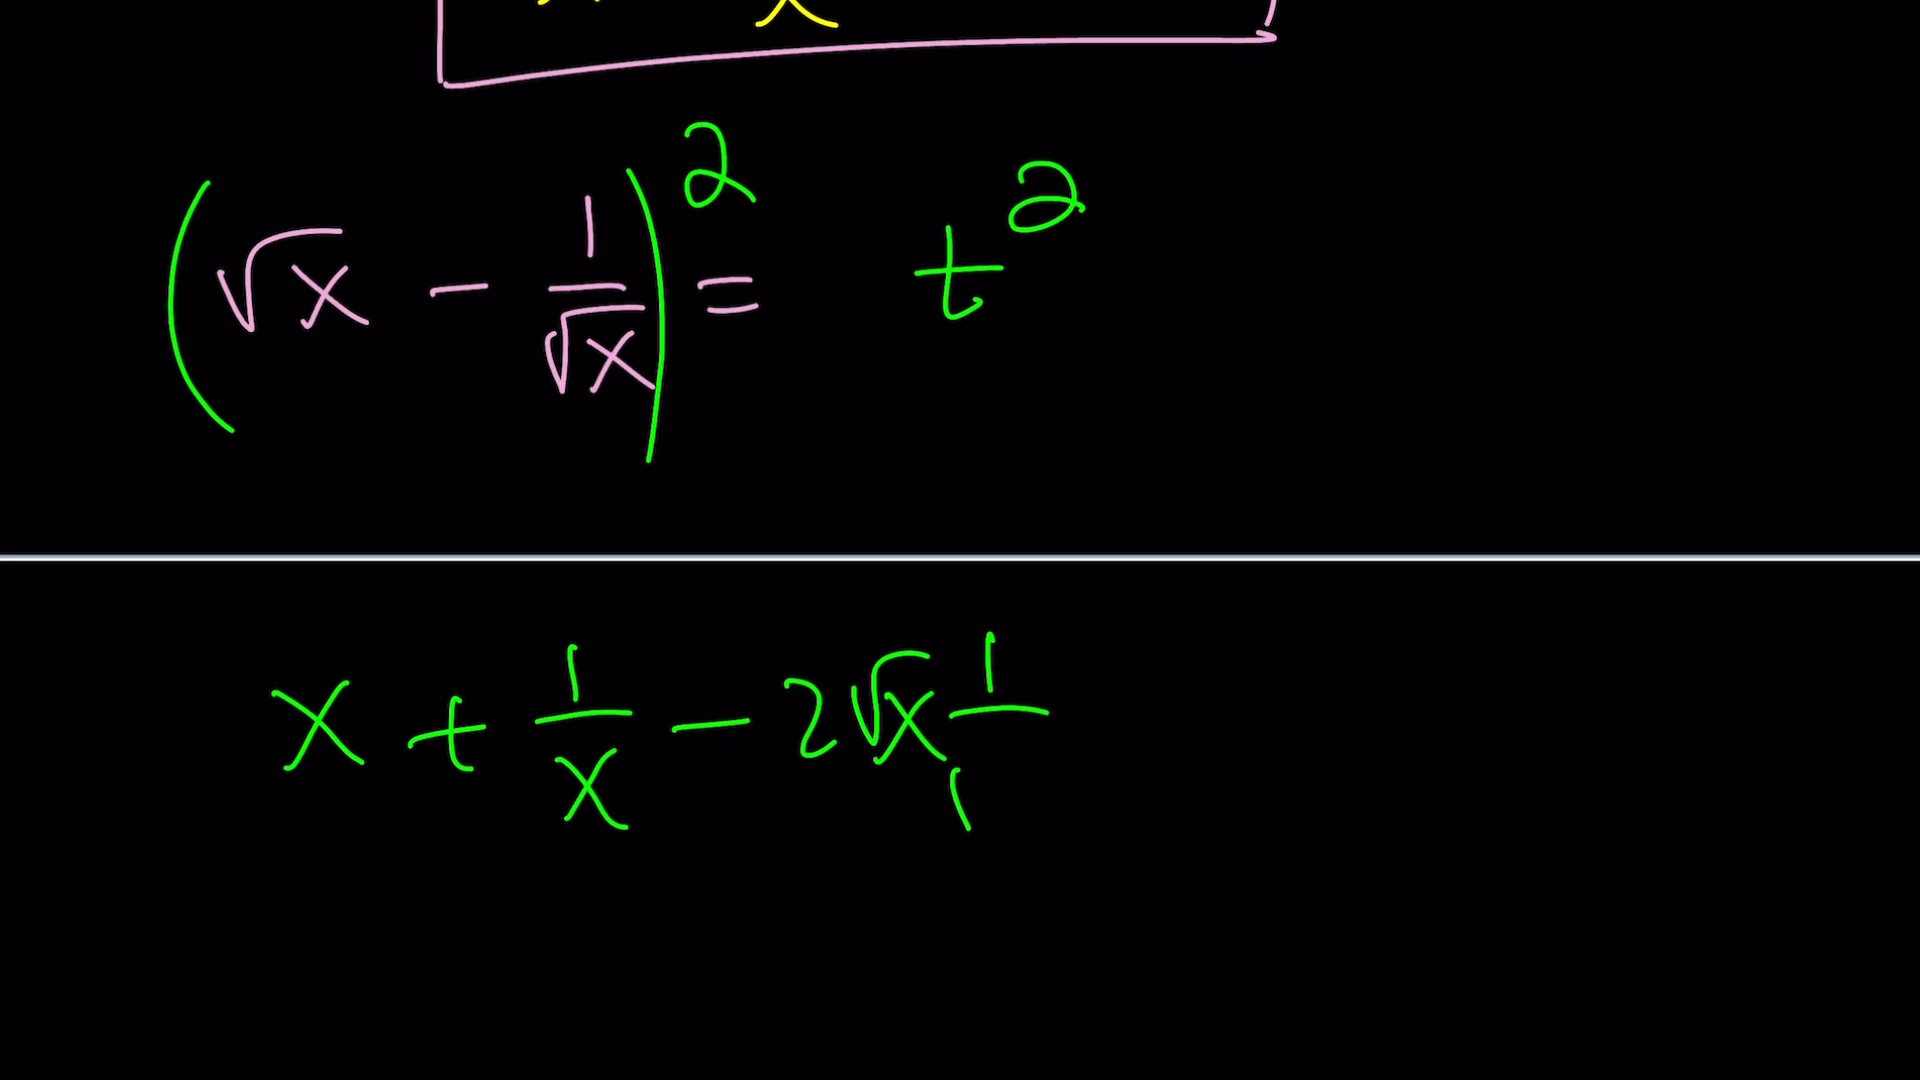 (√x - 1/√x)² = t²
x + 1/x - 2√x 1/